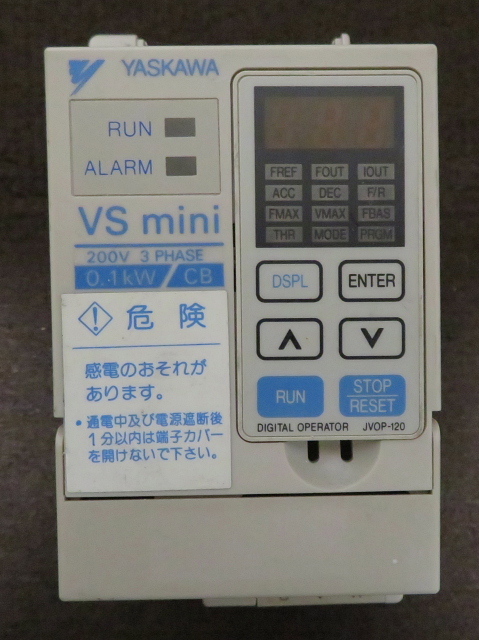 YASKAWA
RUN
ALARM
VS mini
200V 3 PHASE
0.1kW / CB
危険
感電のおそれが
あります。
• 通電中及び電源遮断後
1分以内は端子カバー
を開けないで下さい。
FREF FOUT IOUT
ACC DEC F/R
FMAX VMAX FBAS
THR MODE PRGM
DSPL ENTER
RUN STOP
RESET
DIGITAL OPERATOR JVOP-120